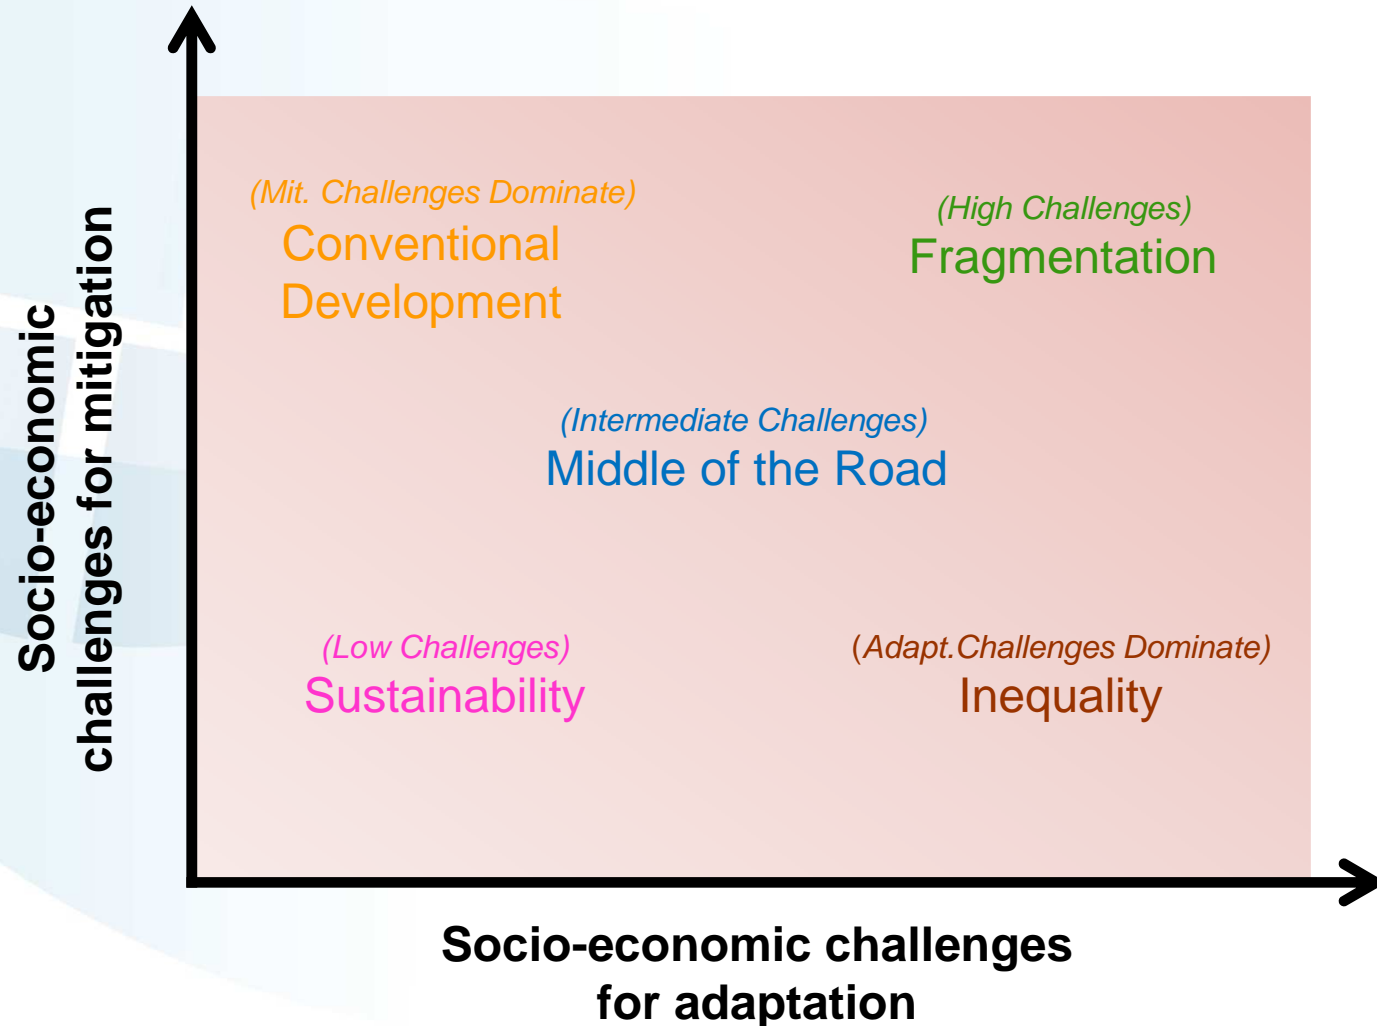 Socio-economic
challenges for mitigation
(Mit. Challenges Dominate)
Conventional
Development
(High Challenges)
Fragmentation
(Intermediate Challenges)
Middle of the Road
(Low Challenges)
Sustainability
(Adapt.Challenges Dominate)
Inequality
Socio-economic challenges
for adaptation